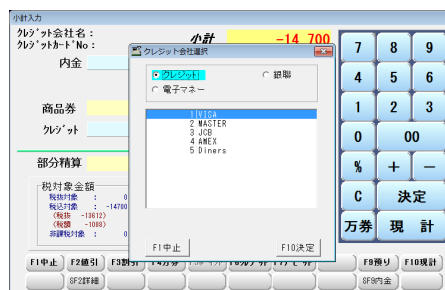 小計入力
ｸﾚｼﾞｯﾄ会社名：
ｸﾚｼﾞｯﾄｶｰﾄﾞNo：
小計
-14 700
内金
商品券
ｸﾚｼﾞｯﾄ
部分精算
税対象金額
税抜対象 ： 0
税込対象 ： -14700
(税抜 -13612)
(税額 -1088)
非課税対象 ： 0
クレジット会社選択
クレジット
銀聯
電子マネー
1 VISA
2 MASTER
3 JCB
4 AMEX
5 Diners
F1中止
F10決定
7 8 9
4 5 6
1 2 3
0 00
% + −
C 決定
万券 現 計
F1中止 F2値引 F3割引 F9預り F10現計
SF2詳細 SF9内金